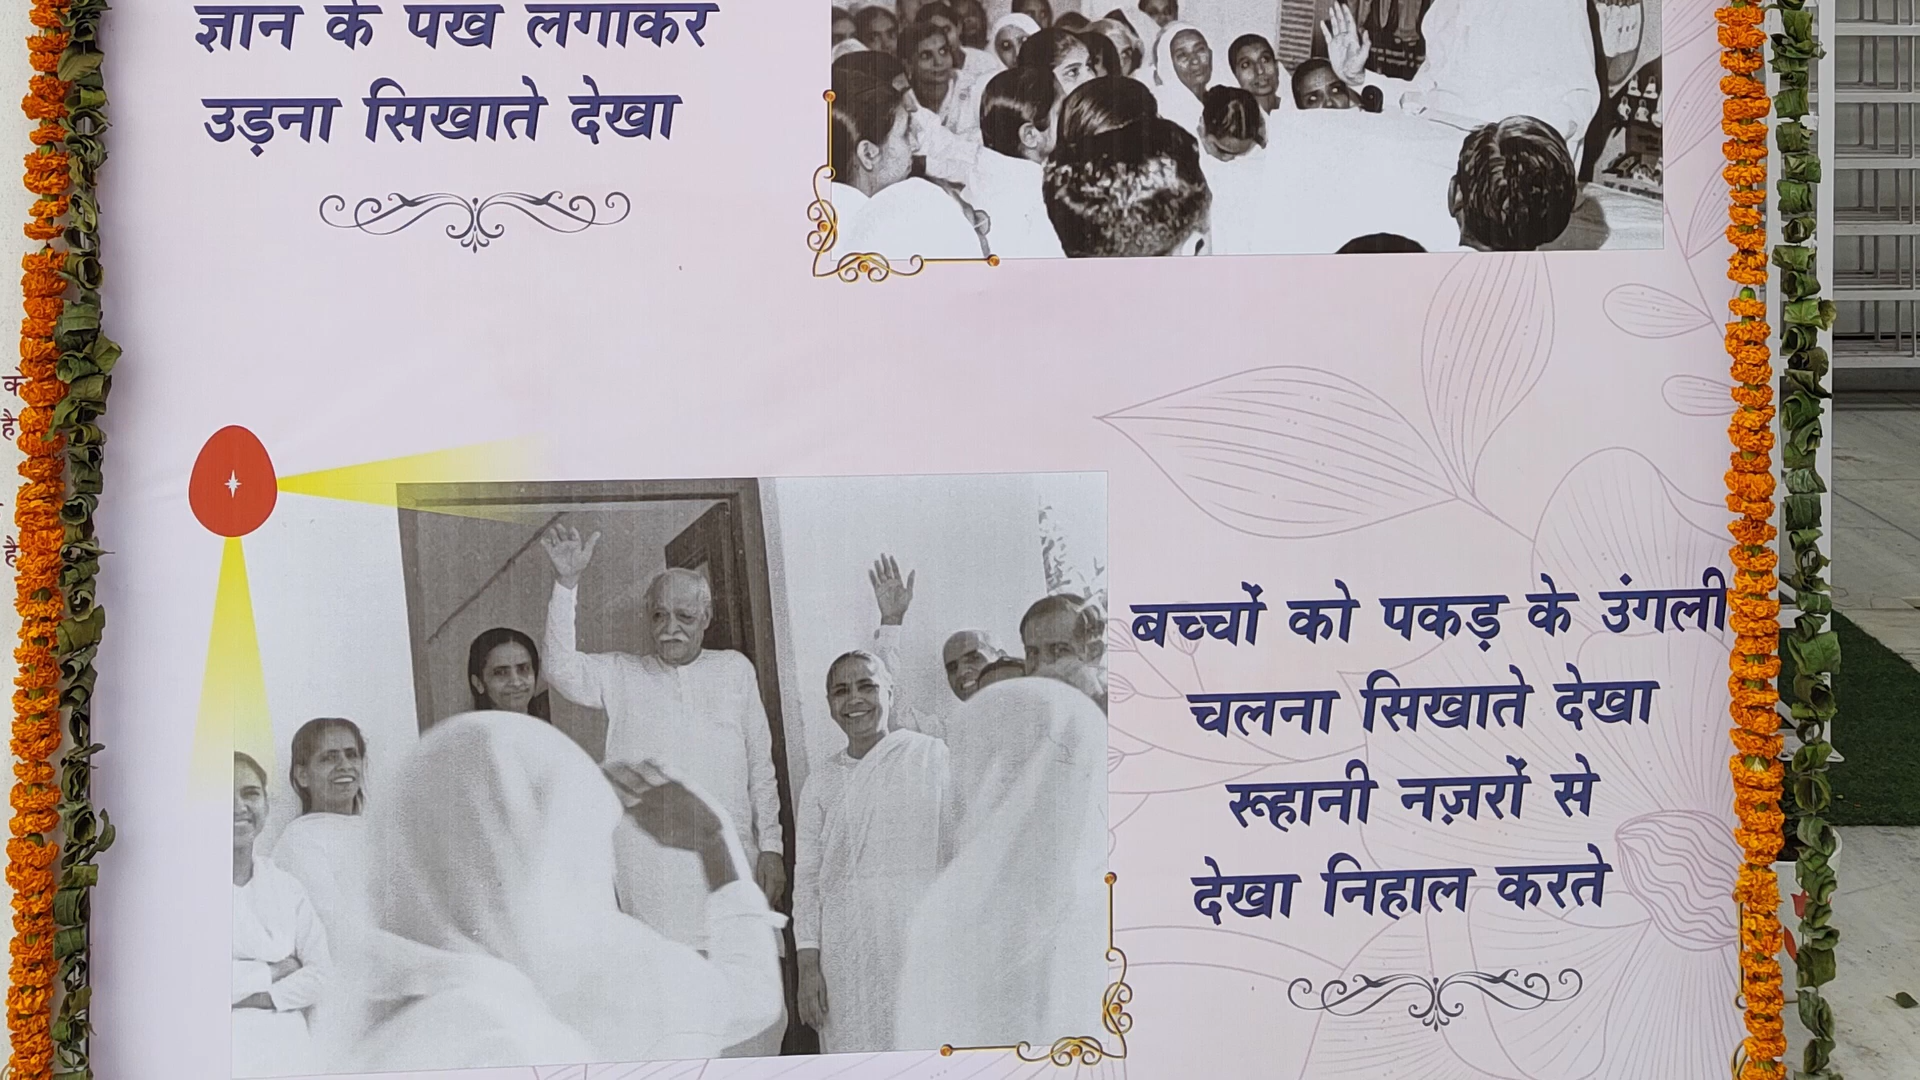 ज्ञान के पंख लगाकर
उड़ना सिखाते देखा
बच्चों को पकड़ के उंगली
चलना सिखाते देखा
रूहानी नज़रों से
देखा निहाल करते